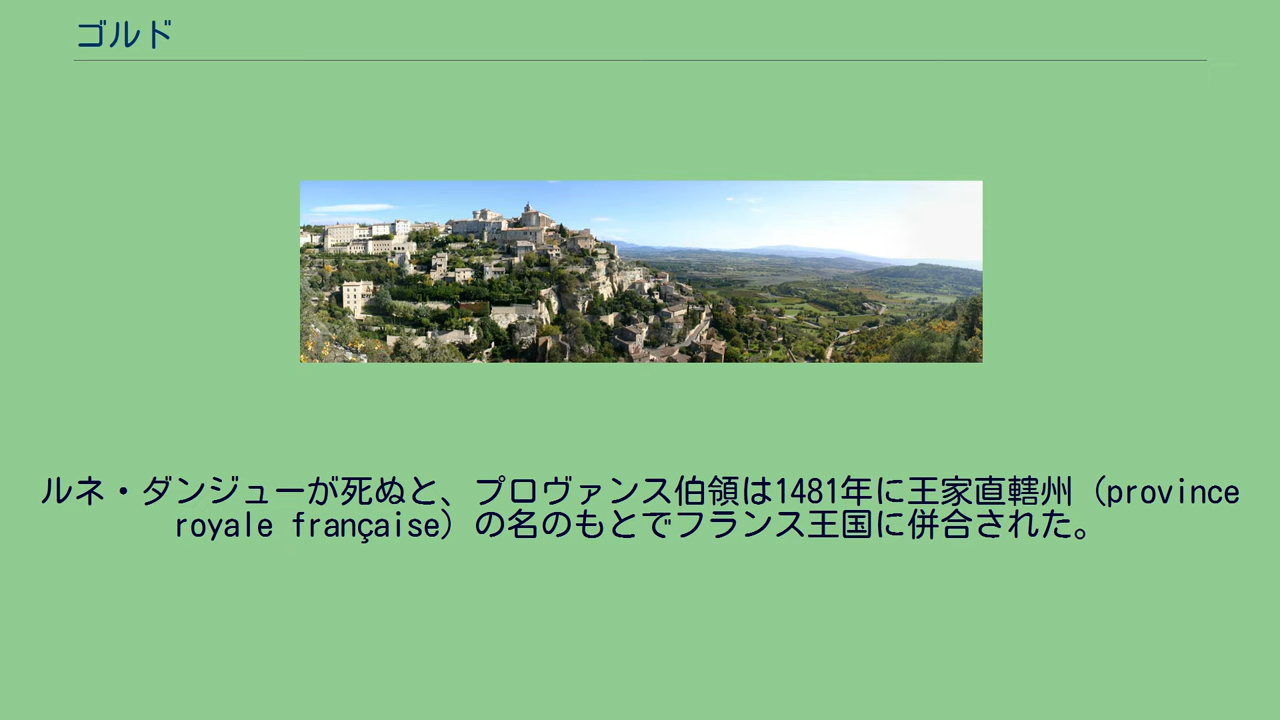 ゴルド
ルネ・ダンジューが死ぬと、プロヴァンス伯領は1481年に王家直轄州（province
royale française）の名のもとでフランス王国に併合された。